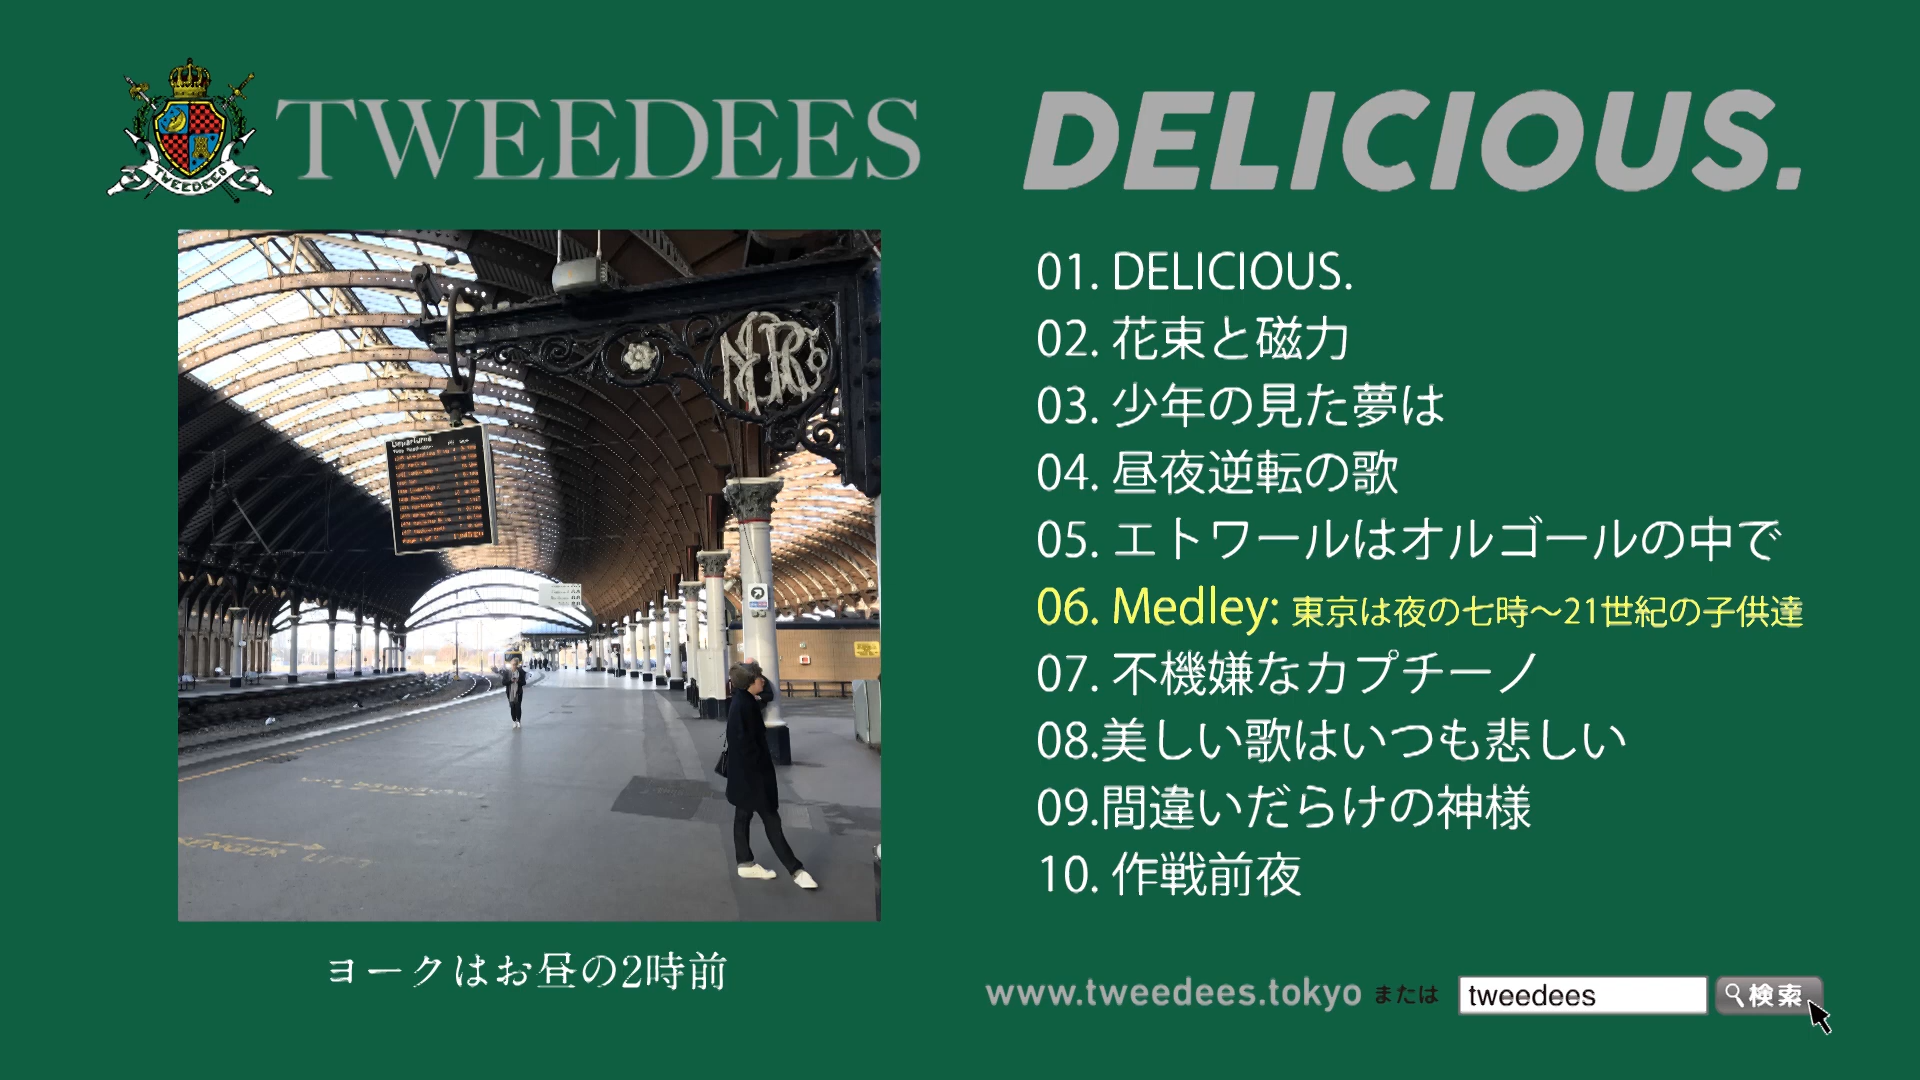 TWEEDEES
TWEEDEES
DELICIOUS.
Departures
SENGER LIFT
ヨークはお昼の2時前
01. DELICIOUS.
02. 花束と磁力
03. 少年の見た夢は
04. 昼夜逆転の歌
05. エトワールはオルゴールの中で
06. Medley: 東京は夜の七時〜21世紀の子供達
07. 不機嫌なカプチーノ
08.美しい歌はいつも悲しい
09.間違いだらけの神様
10. 作戦前夜
www.tweedees.tokyo または tweedees 検索